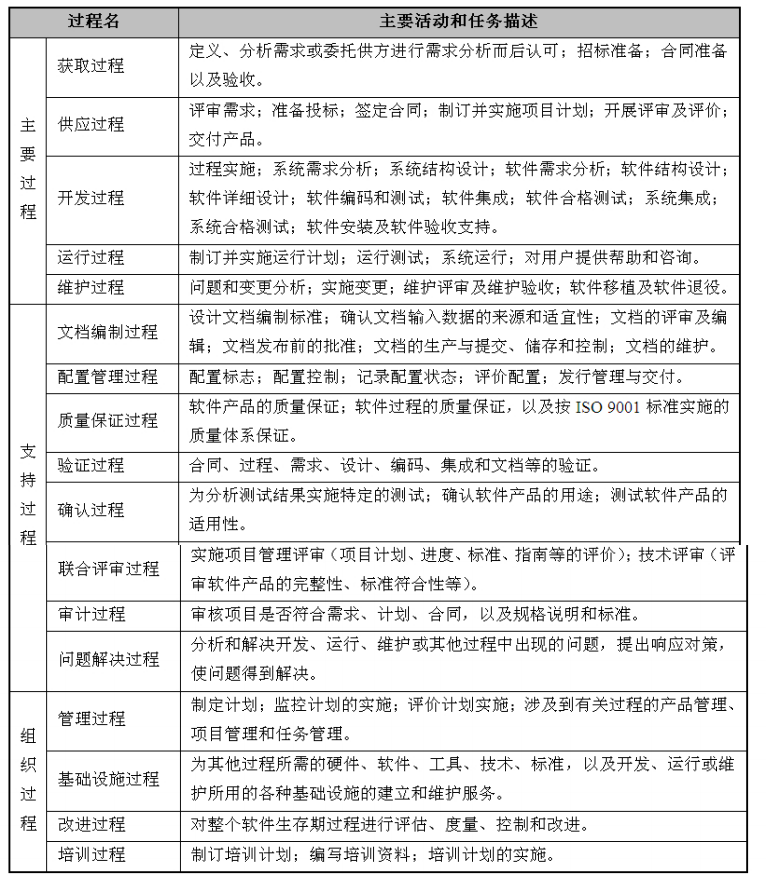 过程名 主要活动和任务描述
主要过程
获取过程
定义、分析需求或委托供方进行需求分析而后认可；招标准备；合同准备
以及验收。
供应过程
评审需求；准备投标；签定合同；制订并实施项目计划；开展评审及评价；
交付产品。
开发过程
过程实施；系统需求分析；系统结构设计；软件需求分析；软件结构设计；
软件详细设计；软件编码和测试；软件集成；软件合格测试；系统集成；
系统合格测试；软件安装及软件验收支持。
运行过程
制订并实施运行计划；运行测试；系统运行；对用户提供帮助和咨询。
维护过程
问题和变更分析；实施变更；维护评审及维护验收；软件移植及软件退役。
支持过程
文档编制过程
设计文档编制标准；确认文档输入数据的来源和适宜性；文档的评审及编
辑；文档发布前的批准；文档的生产与提交、储存和控制；文档的维护。
配置管理过程
配置标志；配置控制；记录配置状态；评价配置；发行管理与交付。
质量保证过程
软件产品的质量保证；软件过程的质量保证，以及按 ISO 9001 标准实施的
质量体系保证。
验证过程
合同、过程、需求、设计、编码、集成和文档等的验证。
确认过程
为分析测试结果实施特定的测试；确认软件产品的用途；测试软件产品的
适用性。
联合评审过程
实施项目管理评审（项目计划、进度、标准、指南等的评价）；技术评审（评
审软件产品的完整性、标准符合性等）。
审计过程
审核项目是否符合需求、计划、合同，以及规格说明和标准。
问题解决过程
分析和解决开发、运行、维护或其他过程中出现的问题，提出响应对策，
使问题得到解决。
组织过程
管理过程
制定计划；监控计划的实施；评价计划实施；涉及到有关过程的产品管理、
项目管理和任务管理。
基础设施过程
为其他过程所需的硬件、软件、工具、技术、标准，以及开发、运行或维
护所用的各种基础设施的建立和维护服务。
改进过程
对整个软件生存期过程进行评估、度量、控制和改进。
培训过程
制订培训计划；编写培训资料；培训计划的实施。